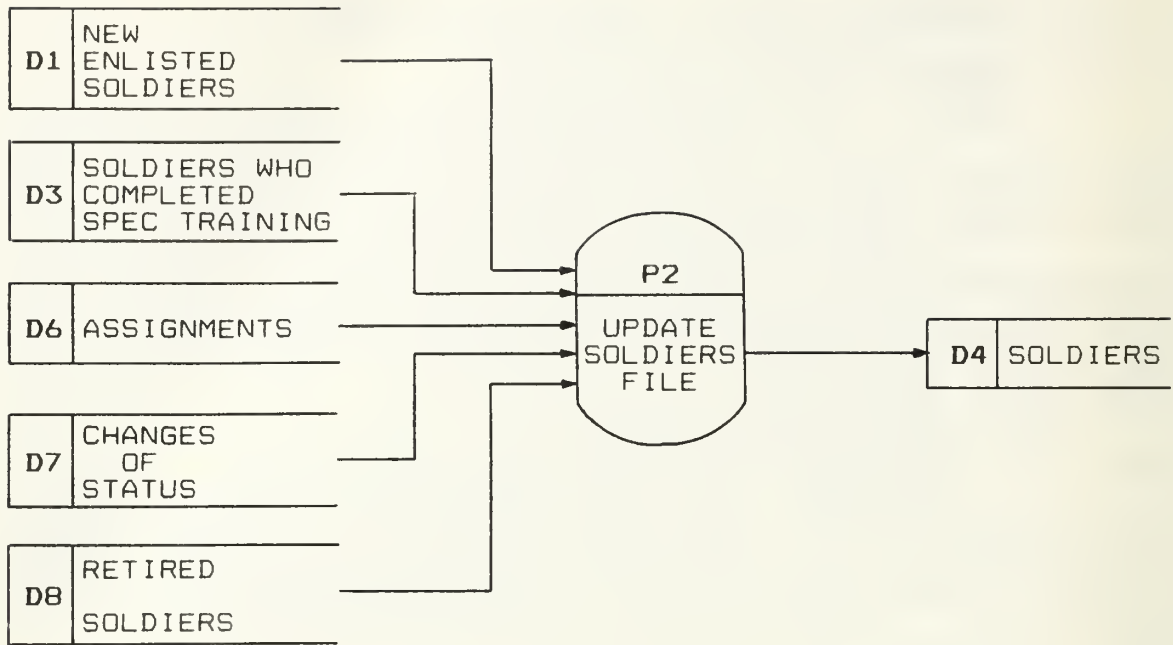 D1
NEW
ENLISTED
SOLDIERS
D3
SOLDIERS WHO
COMPLETED
SPEC TRAINING
D6
ASSIGNMENTS
D7
CHANGES
OF
STATUS
D8
RETIRED
SOLDIERS
P2
UPDATE
SOLDIERS
FILE
D4
SOLDIERS